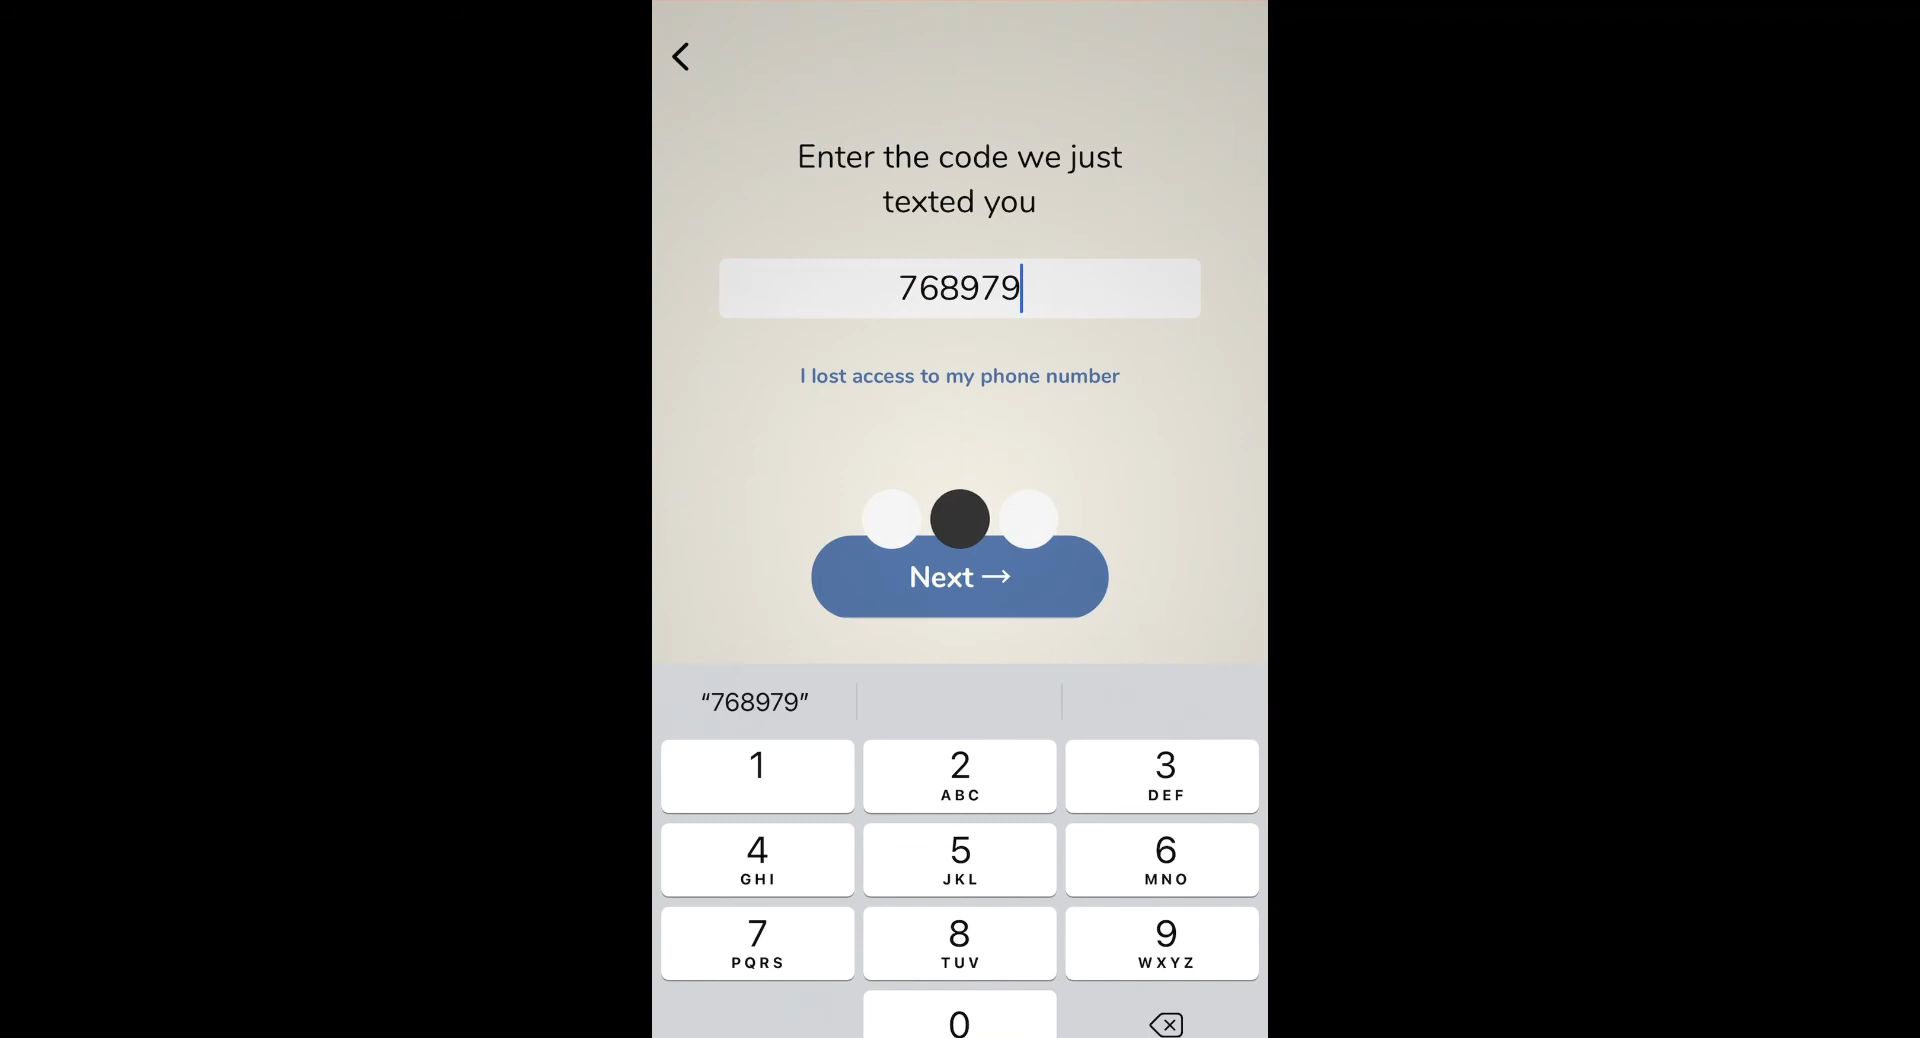 Enter the code we just
texted you
768979
I lost access to my phone number
Next →
“768979”
1
2
ABC
3
DEF
4
GHI
5
JKL
6
MNO
7
PQRS
8
TUV
9
WXYZ
0